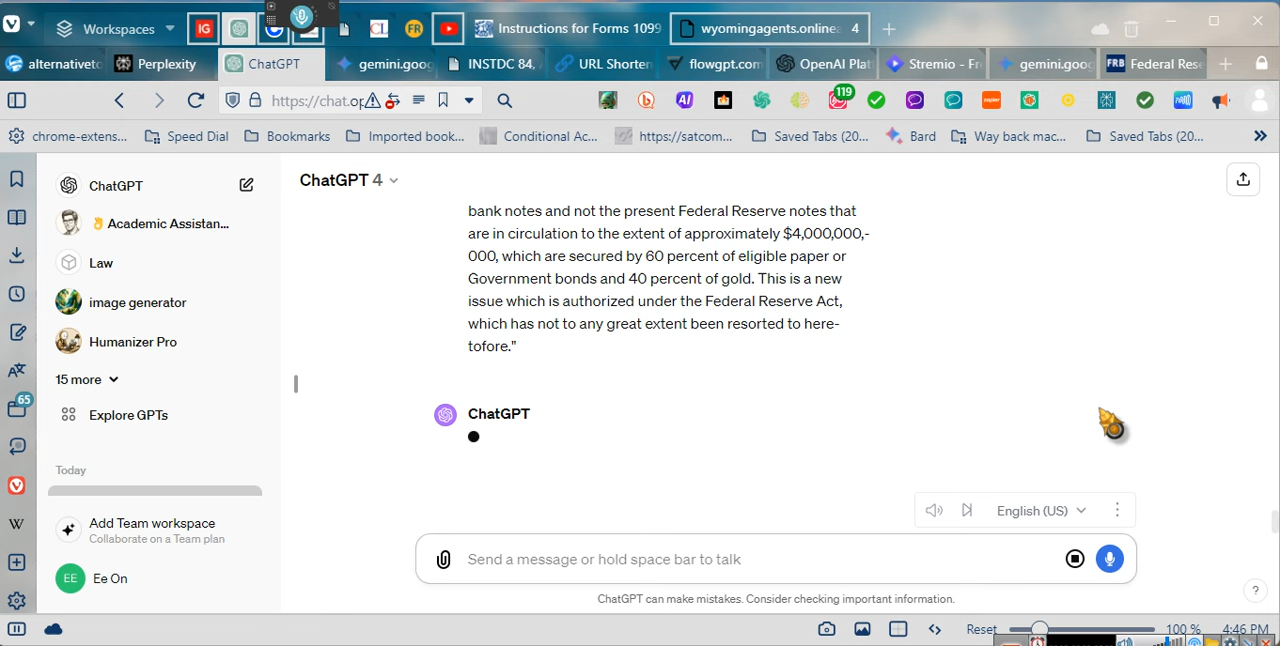 Workspaces
IG
CL
FR
Instructions for Forms 1099
wyomingagents.online
4
alternativeto
Perplexity
ChatGPT
gemini.goog
INSTDC 84,
URL Shorten
flowgpt.com
OpenAI Plat
Stremio - Fr
gemini.goog
FRB
Federal Rese
https://chat.op
AI
119
chrome-extens...
Speed Dial
Bookmarks
Imported book...
Conditional Ac...
https://satcom...
Saved Tabs (20...
Bard
Way back mac...
Saved Tabs (20...
ChatGPT
Academic Assistan...
Law
image generator
Humanizer Pro
15 more
Explore GPTs
Today
Add Team workspace
Collaborate on a Team plan
EE
Ee On
65
W
ChatGPT 4
bank notes and not the present Federal Reserve notes that
are in circulation to the extent of approximately $4,000,000,-
000, which are secured by 60 percent of eligible paper or
Government bonds and 40 percent of gold. This is a new
issue which is authorized under the Federal Reserve Act,
which has not to any great extent been resorted to here-
tofore."
ChatGPT
English (US)
Send a message or hold space bar to talk
ChatGPT can make mistakes. Consider checking important information.
?
Reset
100 %
4:46 PM